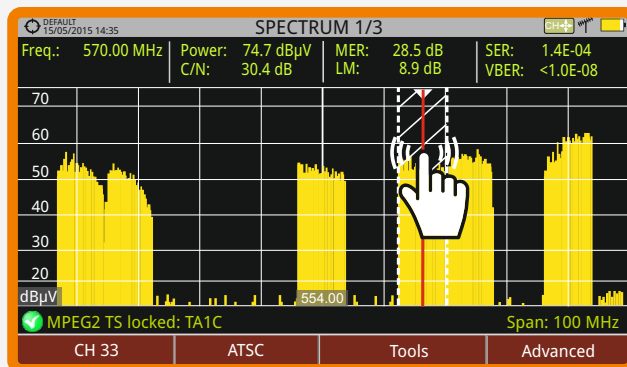 DEFAULT
15/05/2015 14:35
SPECTRUM 1/3
CH
Freq.: 570.00 MHz Power: 74.7 dBµV MER: 28.5 dB SER: 1.4E-04
C/N: 30.4 dB LM: 8.9 dB VBER: <1.0E-08
70
60
50
40
30
20
dBµV
554.00
MPEG2 TS locked: TA1C Span: 100 MHz
CH 33 ATSC Tools Advanced